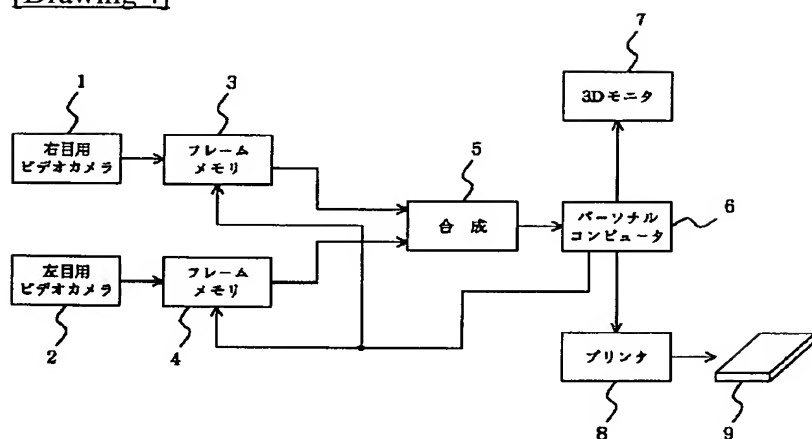 7
3Dモニタ
1
3
右目用
ビデオカメラ
フレーム
メモリ
5
合成
パーソナル
コンピュータ
6
左目用
ビデオカメラ
フレーム
メモリ
2
4
プリンタ
8
9